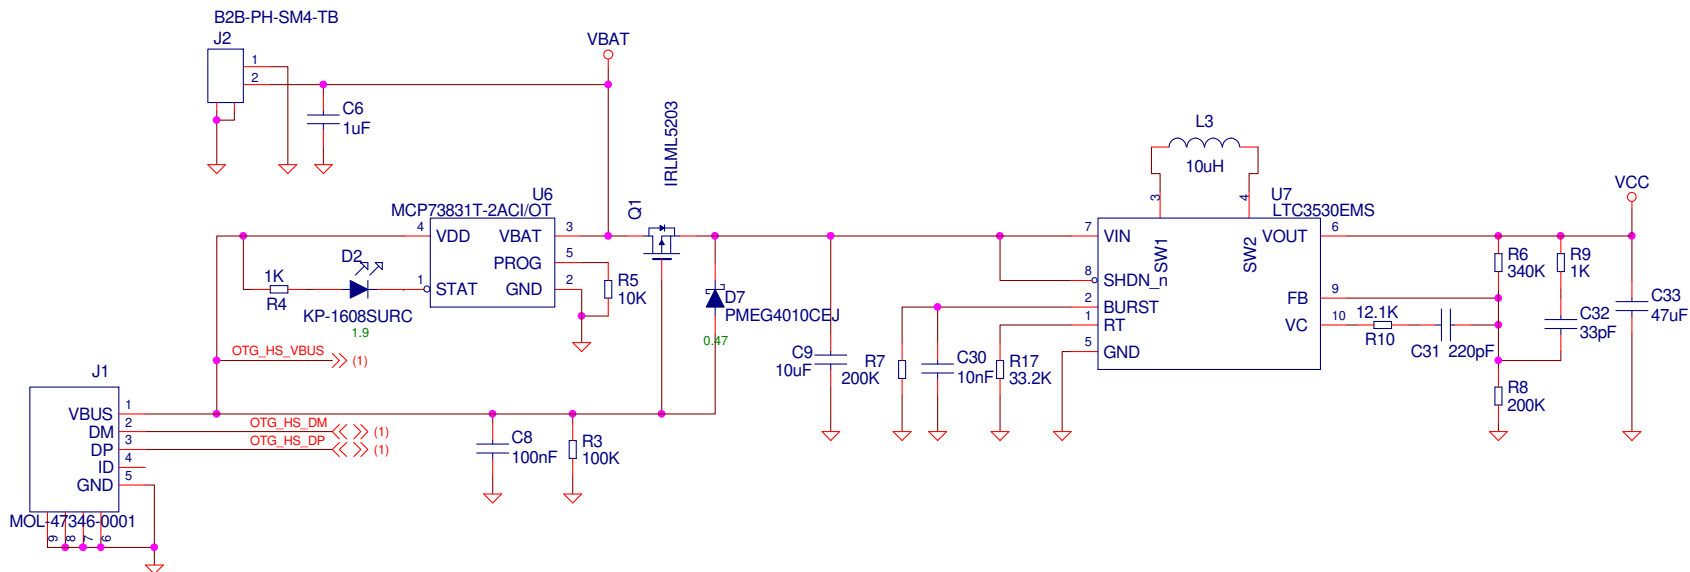 B2B-PH-SM4-TB
J2
1
2
C6
1uF
VBAT
IRLML5203
Q1
U6
MCP73831T-2ACI/OT
4 VDD VBAT 3
PROG 5
1 STAT GND 2
D2
1K
R4
KP-1608SURC
1.9
R5
10K
D7
PMEG4010CEJ
0.47
OTG_HS_VBUS (1)
J1
VBUS 1
DM 2 OTG_HS_DM (1)
DP 3 OTG_HS_DP (1)
ID 4
GND 5
MOL-47346-0001
9 8 7 6
C8
100nF
R3
100K
C9
10uF
R7
200K
C30
10nF
R17
33.2K
L3
10uH
3 4
U7
LTC3530EMS
7 VIN VOUT 6
SW1 SW2
8 SHDN_n
2 BURST FB 9
1 RT VC 10
5 GND
12.1K
R10
C31 220pF
R6
340K
R9
1K
C32
33pF
R8
200K
VCC
C33
47uF